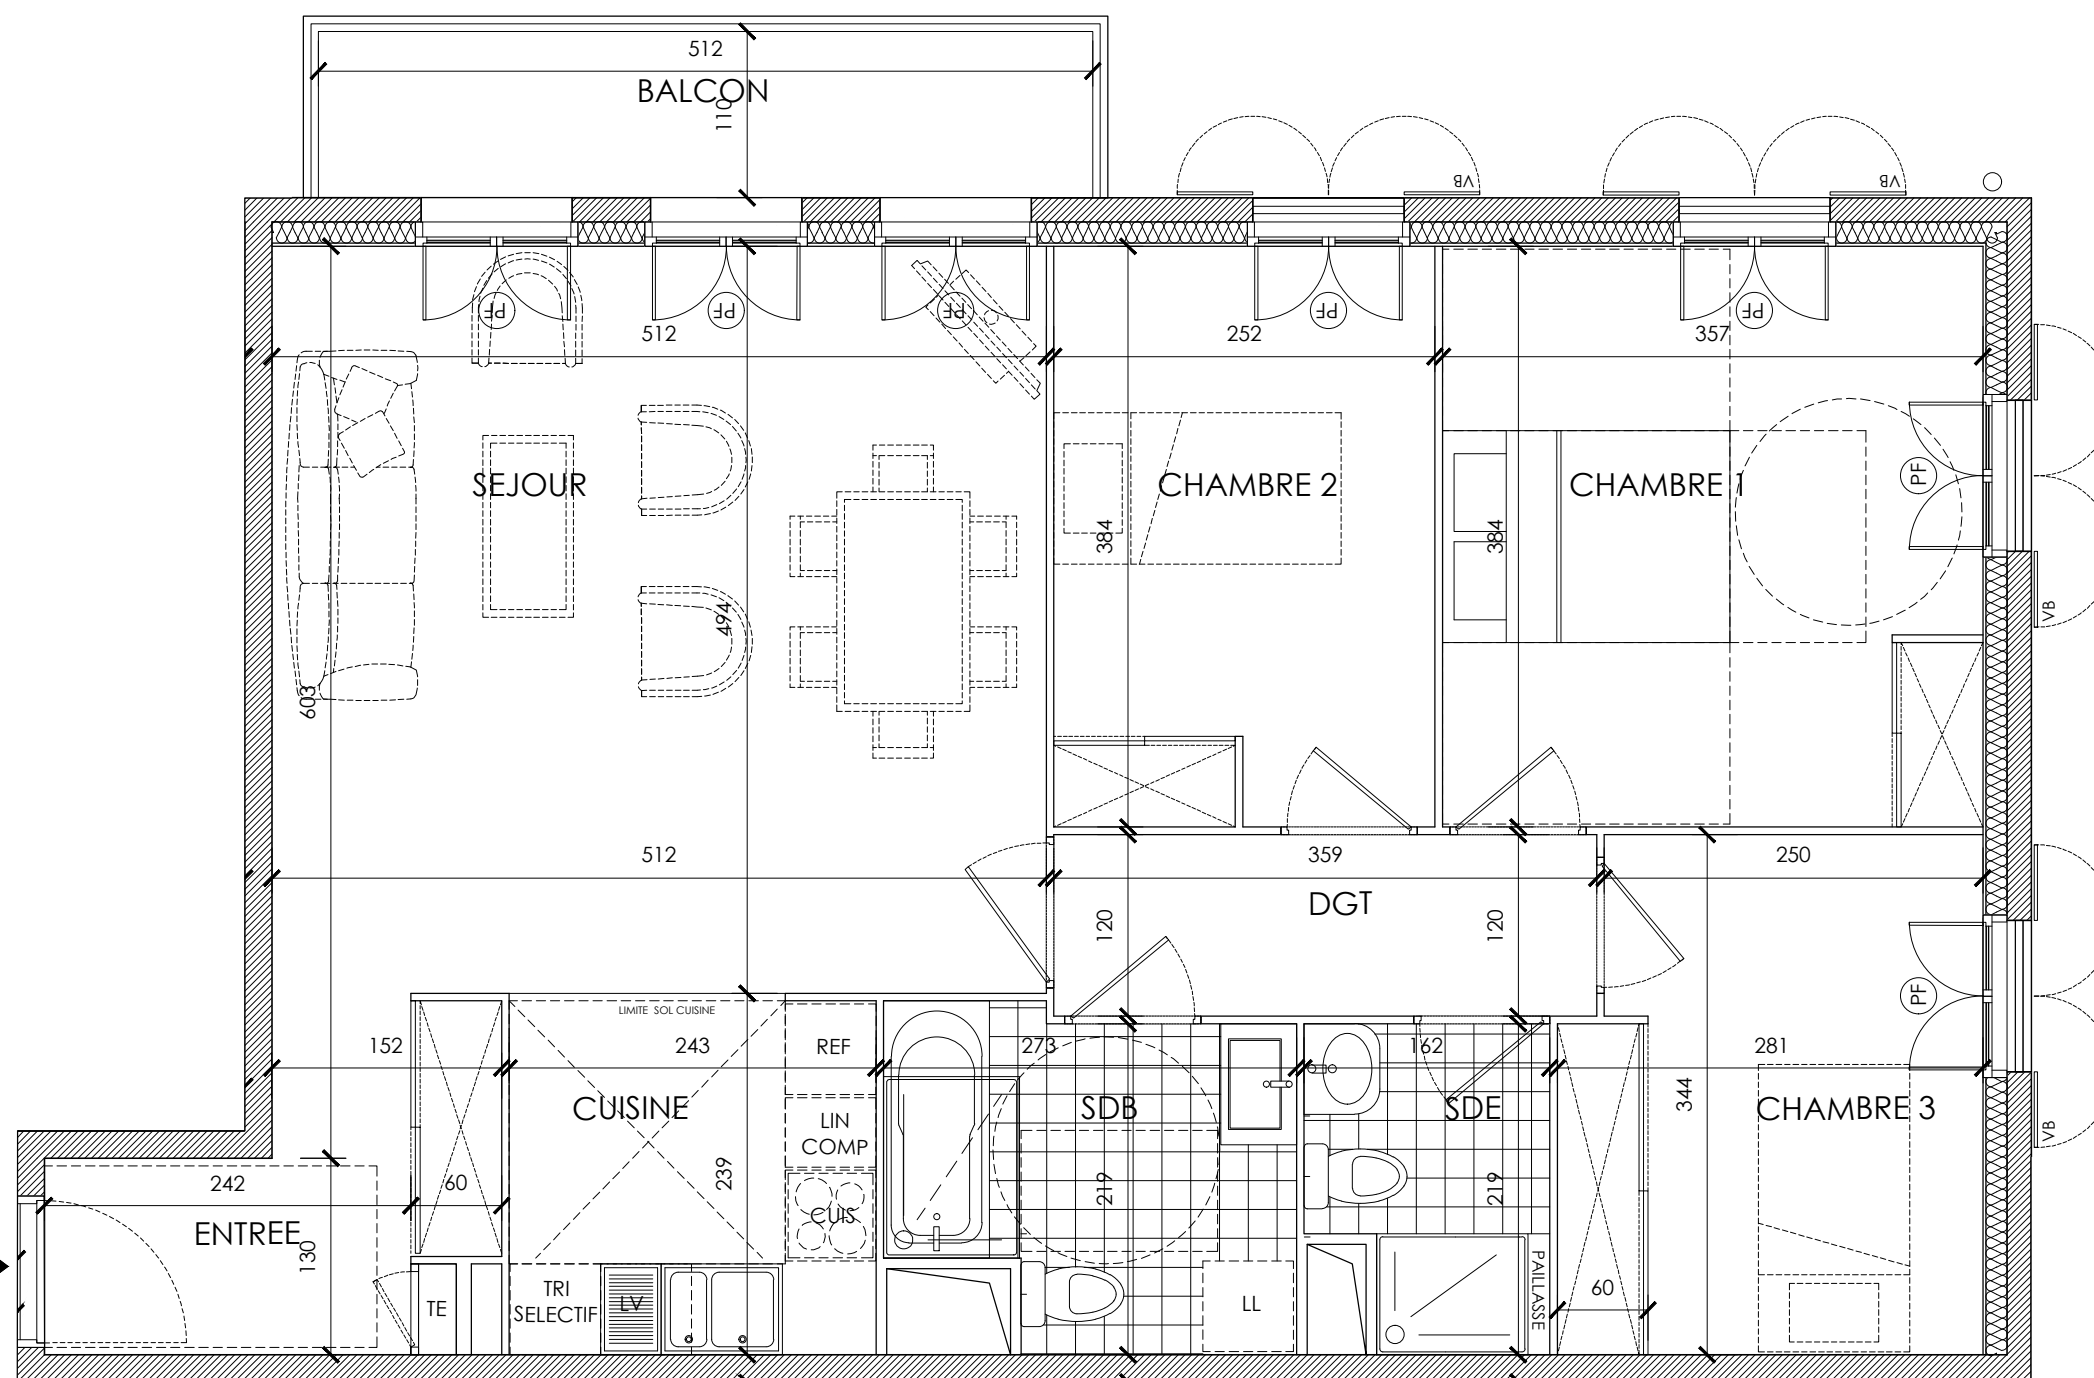 512
BALCON
110
VB
VB
PF
PF
PF
PF
PF
512
252
357
SEJOUR
CHAMBRE 2
CHAMBRE 1
PF
384
384
494
603
VB
512
359
250
DGT
120
120
PF
LIMITE SOL CUISINE
152
243
REF
273
162
281
CUISINE
SDB
SDE
344
CHAMBRE 3
LIN
COMP
VB
242
60
239
219
219
ENTREE
130
CUIS
TE
TRI
SELECTIF
LV
LL
PAILLASSE
60